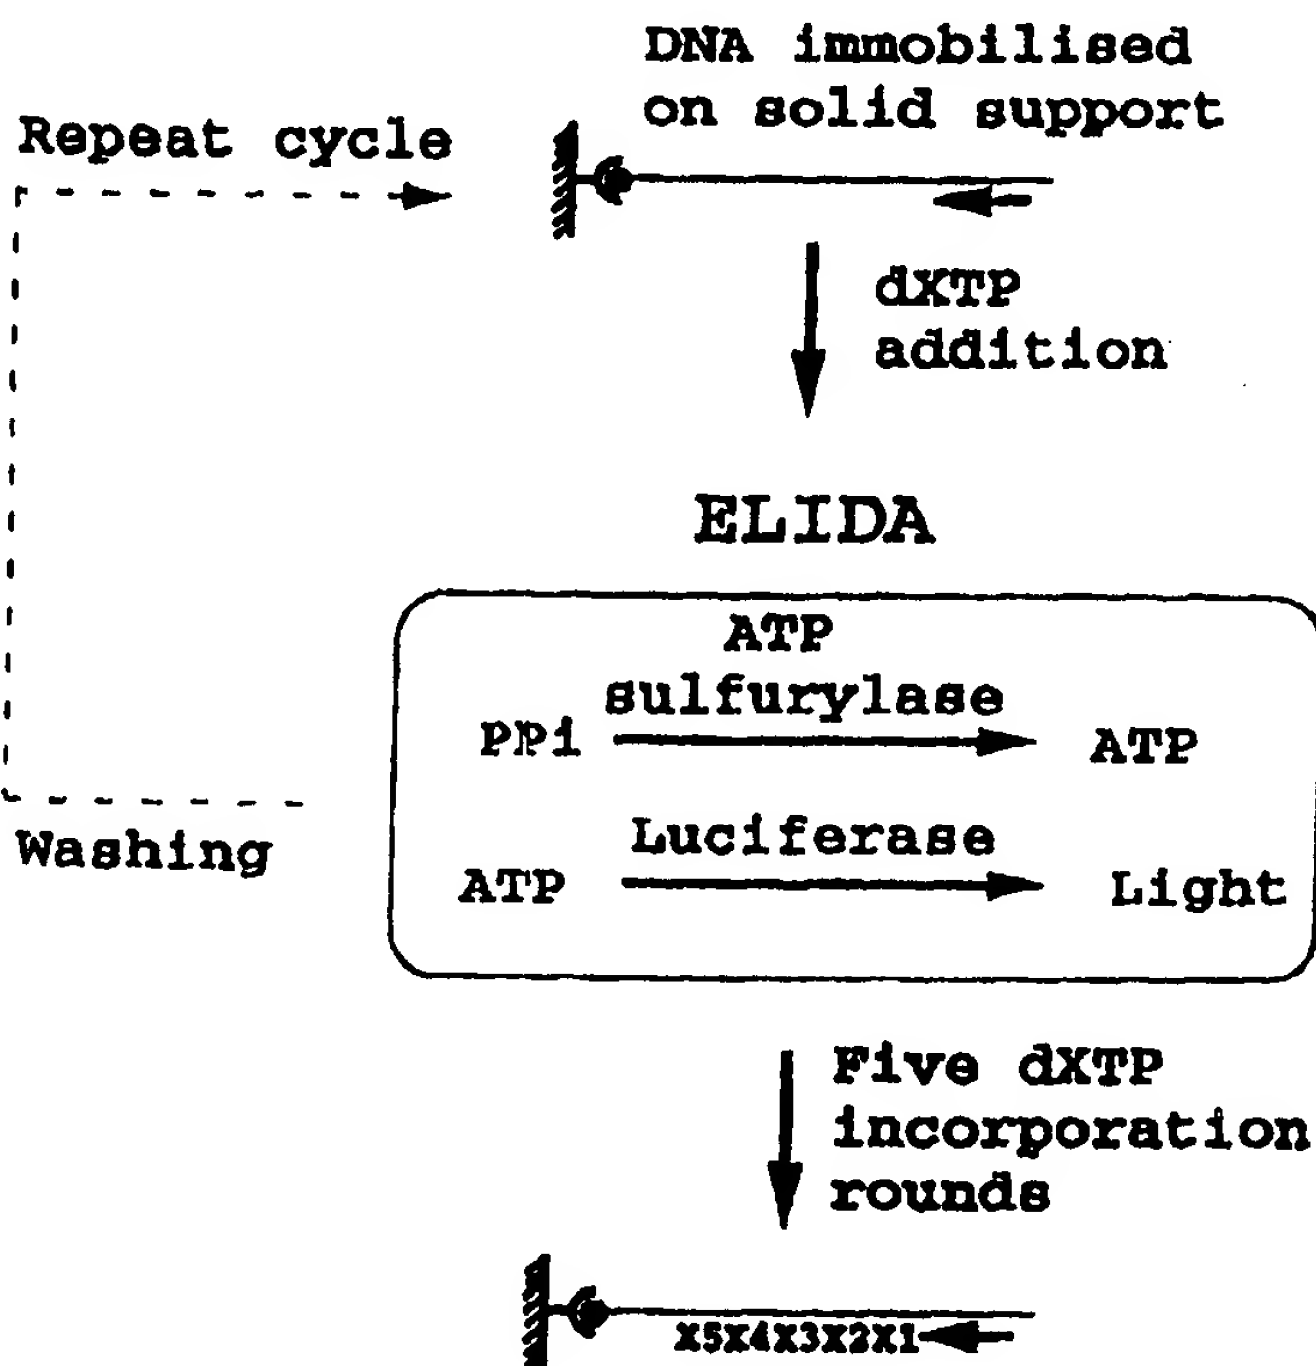 DNA immobilised
on solid support
Repeat cycle
dXTP
addition
ELIDA
ATP
sulfurylase
PPi
ATP
Luciferase
ATP
Light
Washing
Five dXTP
incorporation
rounds
X5X4X3X2X1